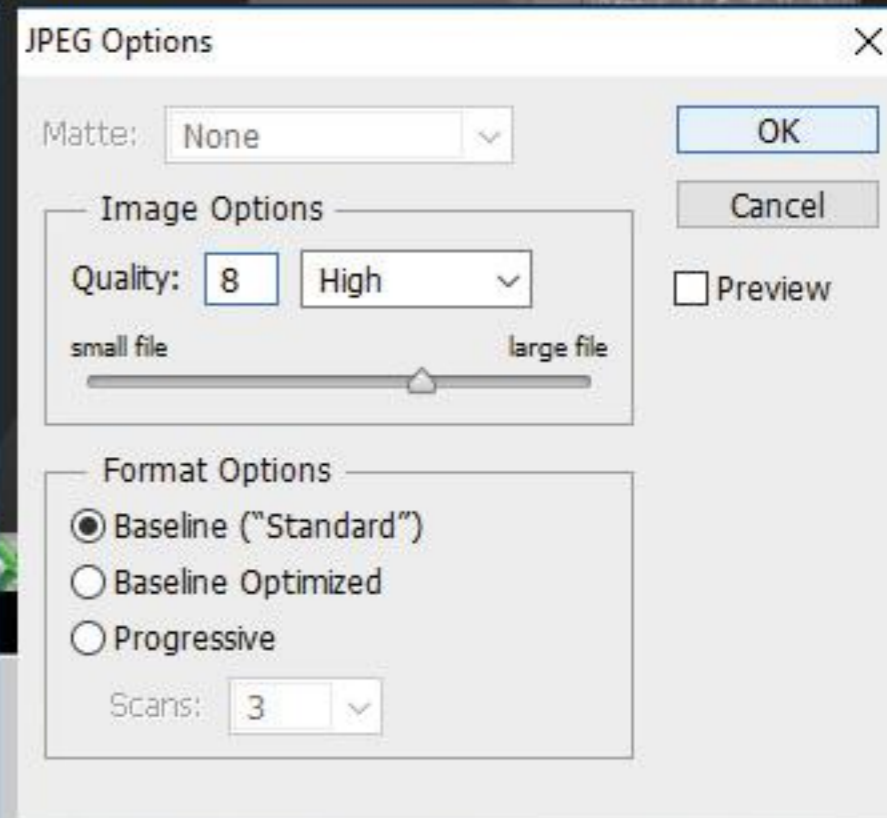 JPEG Options
Matte: None
OK
Cancel
Image Options
Quality: 8 High
Preview
small file large file
Format Options
Baseline (“Standard”)
Baseline Optimized
Progressive
Scans: 3